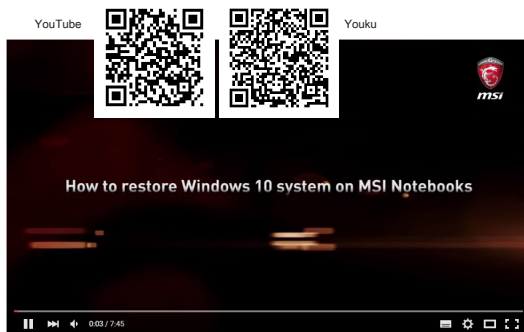 YouTube
Youku
msi
How to restore Windows 10 system on MSI Notebooks
0:03 / 7:45